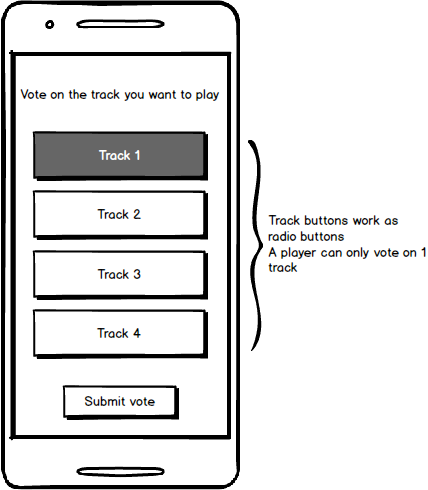 Vote on the track you want to play
Track 1
Track 2
Track 3
Track 4
Submit vote
Track buttons work as
radio buttons
A player can only vote on 1
track